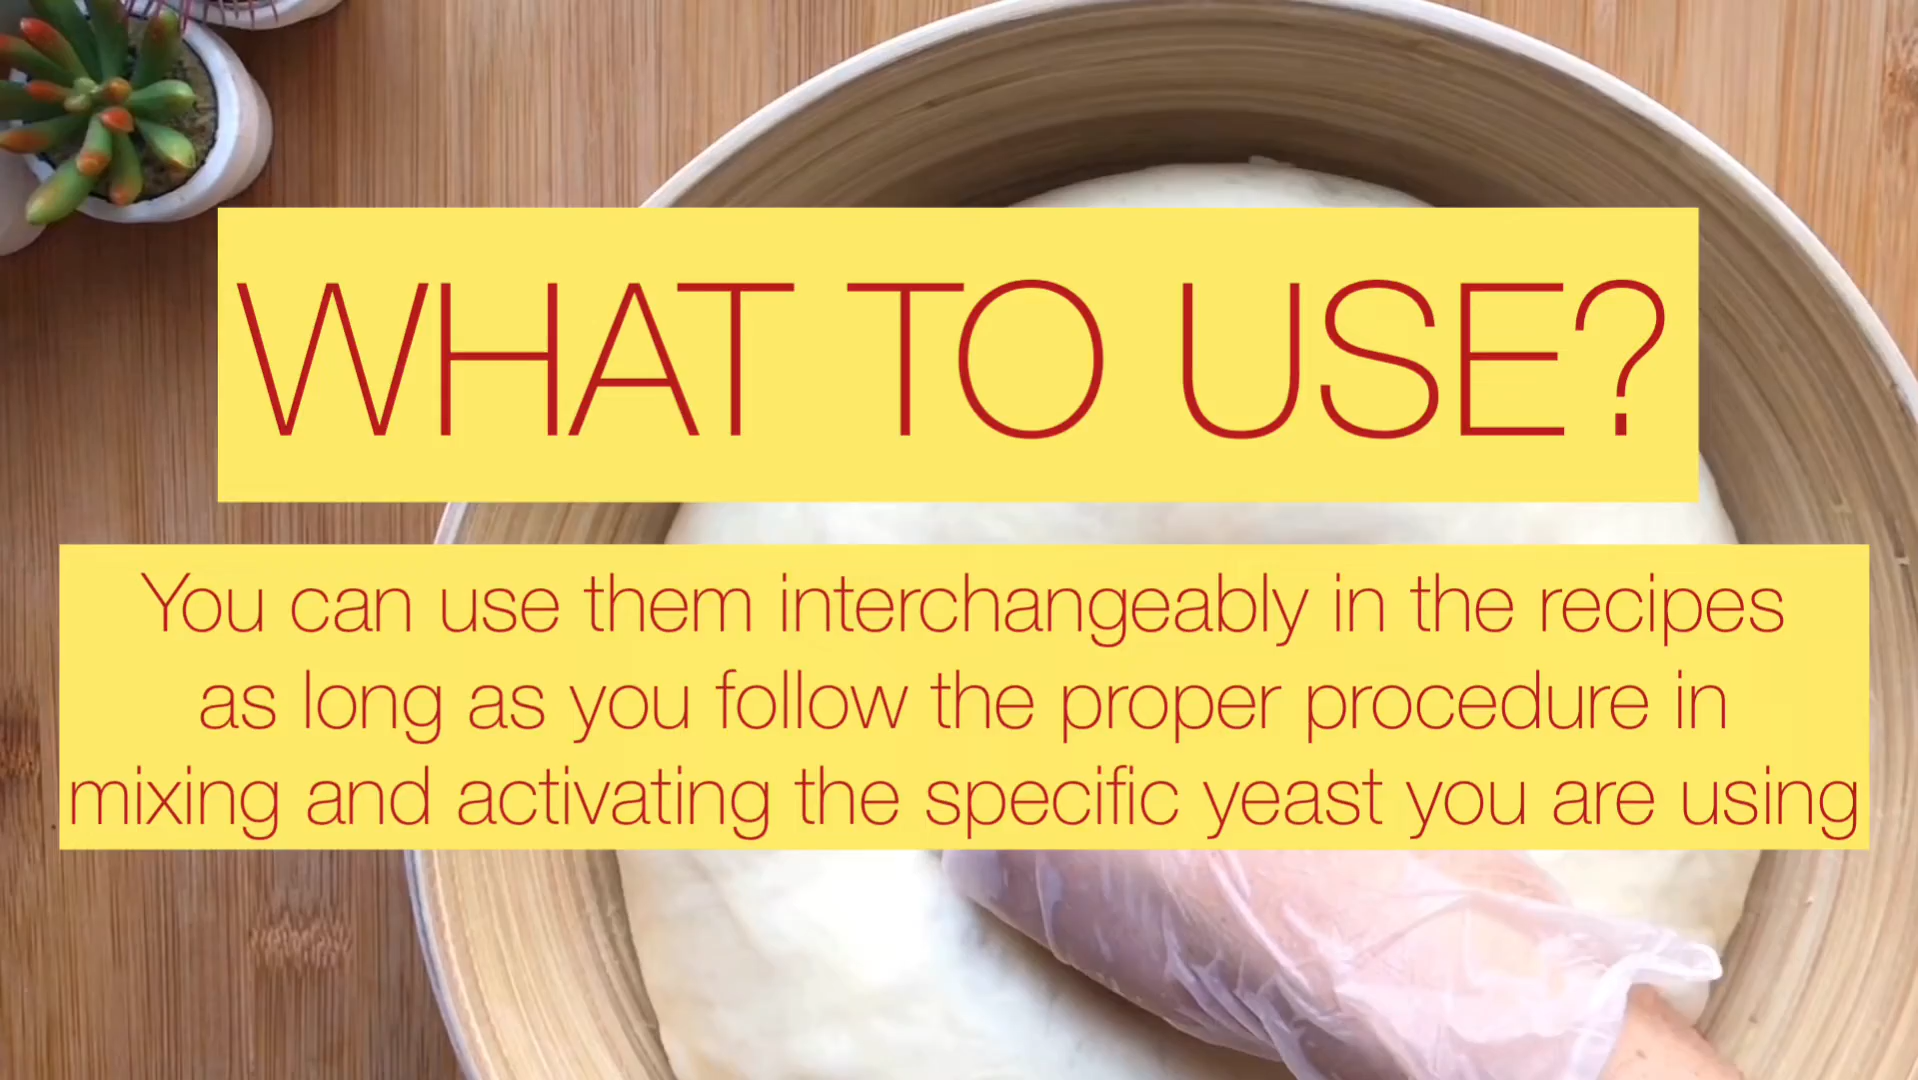 WHAT TO USE?
You can use them interchangeably in the recipes
as long as you follow the proper procedure in
mixing and activating the specific yeast you are using